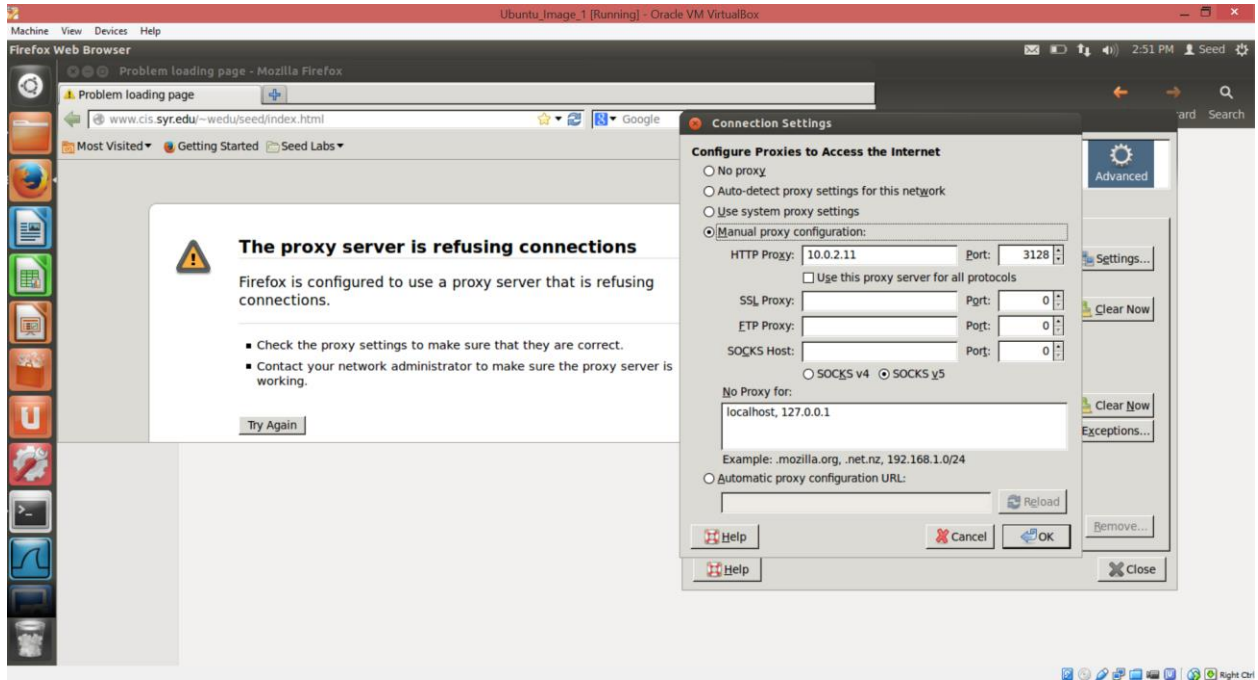 Ubuntu_Image_1 [Running] - Oracle VM VirtualBox
Machine View Devices Help
Firefox Web Browser
2:51 PM Seed
Problem loading page - Mozilla Firefox
Problem loading page
www.cis.syr.edu/~wedu/seed/index.html
Google
ard Search
Most Visited
Getting Started
Seed Labs
The proxy server is refusing connections
Firefox is configured to use a proxy server that is refusing
connections.
Check the proxy settings to make sure that they are correct.
Contact your network administrator to make sure the proxy server is
working.
Try Again
Connection Settings
Configure Proxies to Access the Internet
No proxy
Auto-detect proxy settings for this network
Use system proxy settings
Manual proxy configuration:
HTTP Proxy: 10.0.2.11 Port: 3128
Use this proxy server for all protocols
SSL Proxy: Port: 0
FTP Proxy: Port: 0
SOCKS Host: Port: 0
SOCKS v4 SOCKS v5
No Proxy for:
localhost, 127.0.0.1
Example: .mozilla.org, .net.nz, 192.168.1.0/24
Automatic proxy configuration URL:
Reload
Help Cancel OK
Advanced
Settings...
Clear Now
Clear Now
Exceptions...
Remove...
Help Close
Right Ctrl